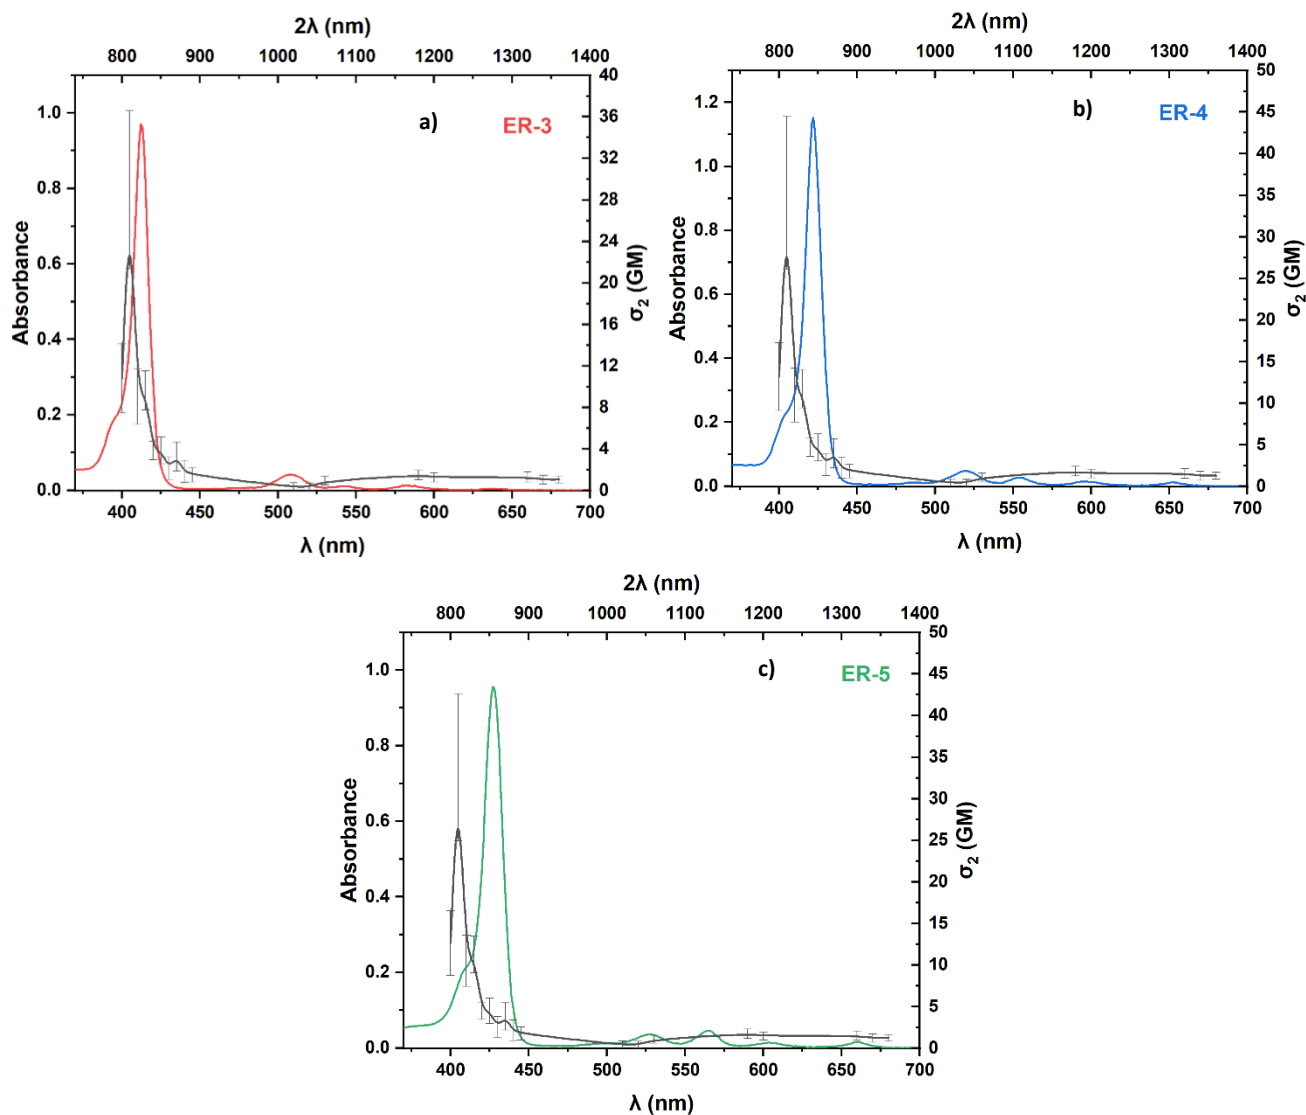 2λ (nm)
800 900 1000 1100 1200 1300 1400
a)
ER-3
Absorbance
0.0 0.2 0.4 0.6 0.8 1.0
σ₂ (GM)
0 4 8 12 16 20 24 28 32 36 40
400 450 500 550 600 650 700
λ (nm)
2λ (nm)
800 900 1000 1100 1200 1300 1400
b)
ER-4
Absorbance
0.0 0.2 0.4 0.6 0.8 1.0 1.2
σ₂ (GM)
0 5 10 15 20 25 30 35 40 45 50
400 450 500 550 600 650 700
λ (nm)
2λ (nm)
800 900 1000 1100 1200 1300 1400
c)
ER-5
Absorbance
0.0 0.2 0.4 0.6 0.8 1.0
σ₂ (GM)
0 5 10 15 20 25 30 35 40 45 50
400 450 500 550 600 650 700
λ (nm)